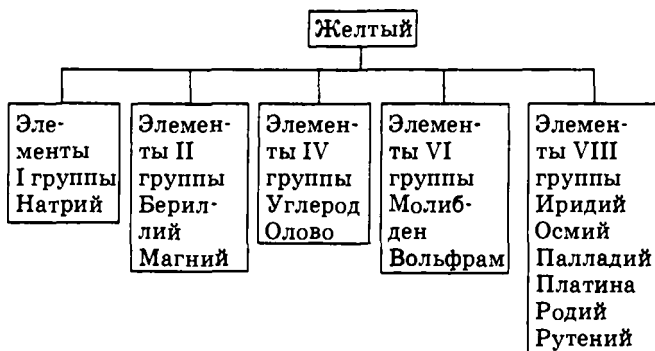 Желтый
Эле-
менты
I группы
Натрий
Элемен-
ты II
группы
Берил-
лий
Магний
Элемен-
ты IV
группы
Углерод
Олово
Элемен-
ты VI
группы
Молиб-
ден
Вольфрам
Элемен-
ты VIII
группы
Иридий
Осмий
Палладий
Платина
Родий
Рутений